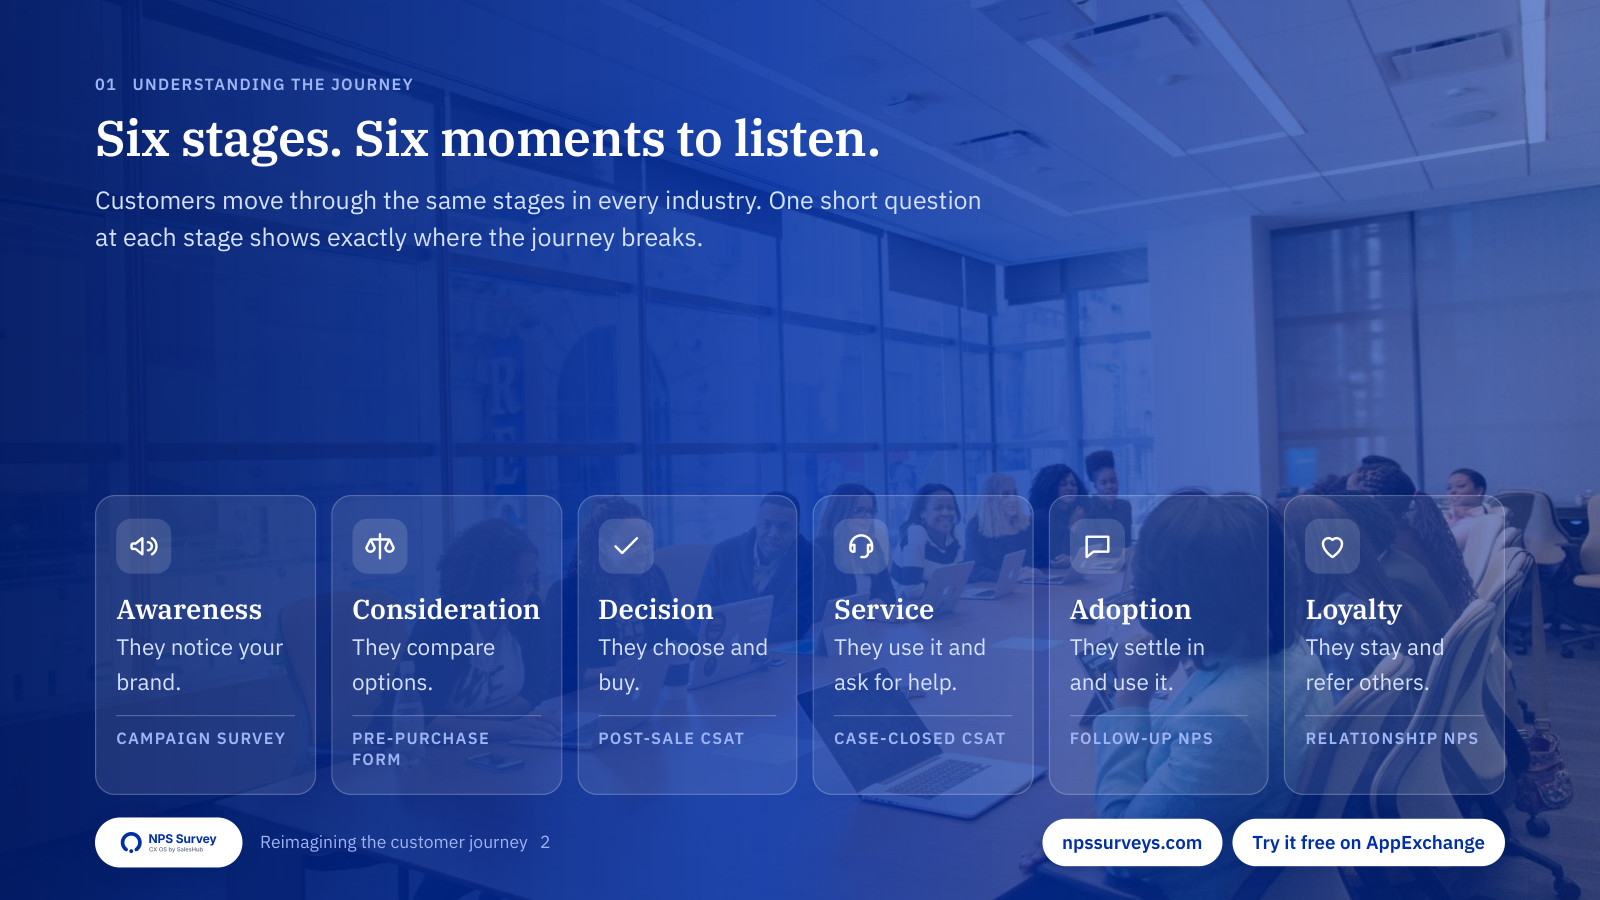 01 UNDERSTANDING THE JOURNEY
Six stages. Six moments to listen.
Customers move through the same stages in every industry. One short question
at each stage shows exactly where the journey breaks.
Awareness
They notice your
brand.
CAMPAIGN SURVEY
Consideration
They compare
options.
PRE-PURCHASE
FORM
Decision
They choose and
buy.
POST-SALE CSAT
Service
They use it and
ask for help.
CASE-CLOSED CSAT
Adoption
They settle in
and use it.
FOLLOW-UP NPS
Loyalty
They stay and
refer others.
RELATIONSHIP NPS
NPS Survey
CX OS by SalesHub
Reimagining the customer journey 2
npssurveys.com
Try it free on AppExchange